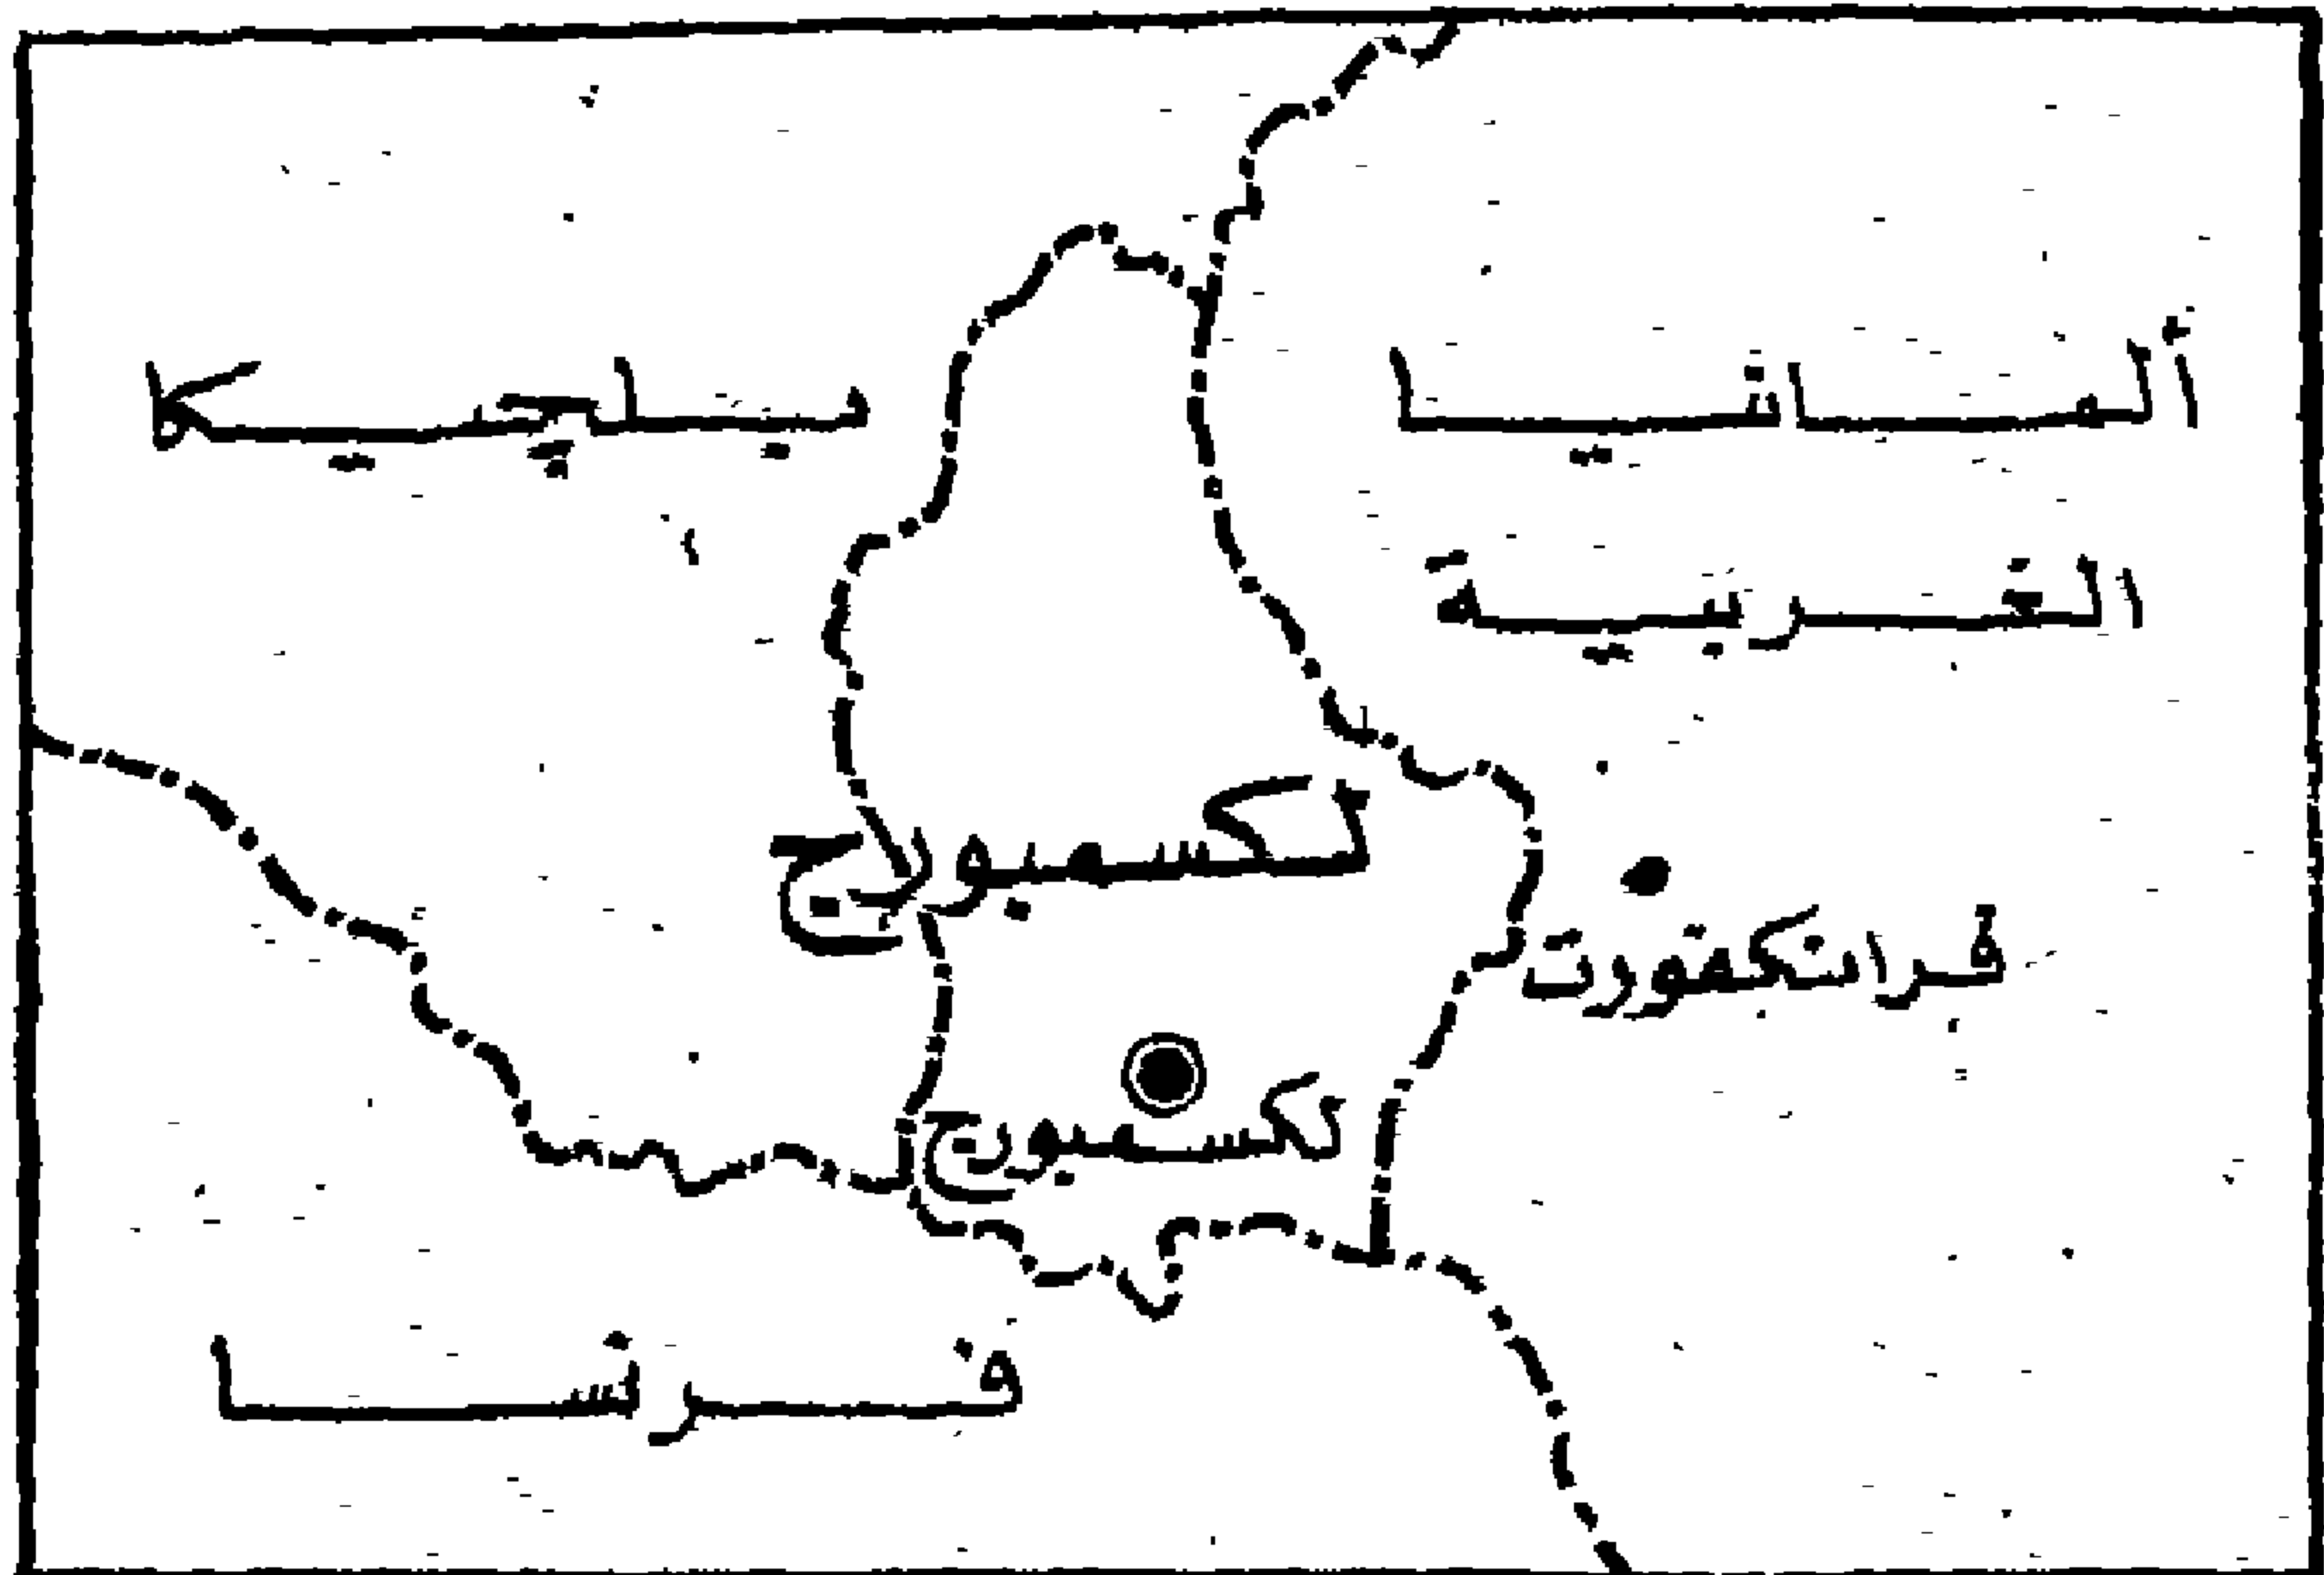 ألمانيا
بلجيكا
الغربية
لكسمبورج
فرانكفورت
لكسمبورج
فرنسا